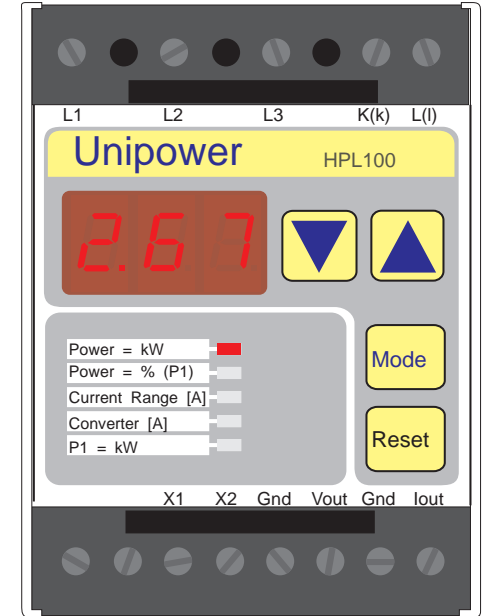 L1 L2 L3 K(k) L(l)
Unipower HPL100
2.67
Power = kW
Power = % (P1)
Current Range [A]
Converter [A]
P1 = kW
Mode
Reset
X1 X2 Gnd Vout Gnd Iout